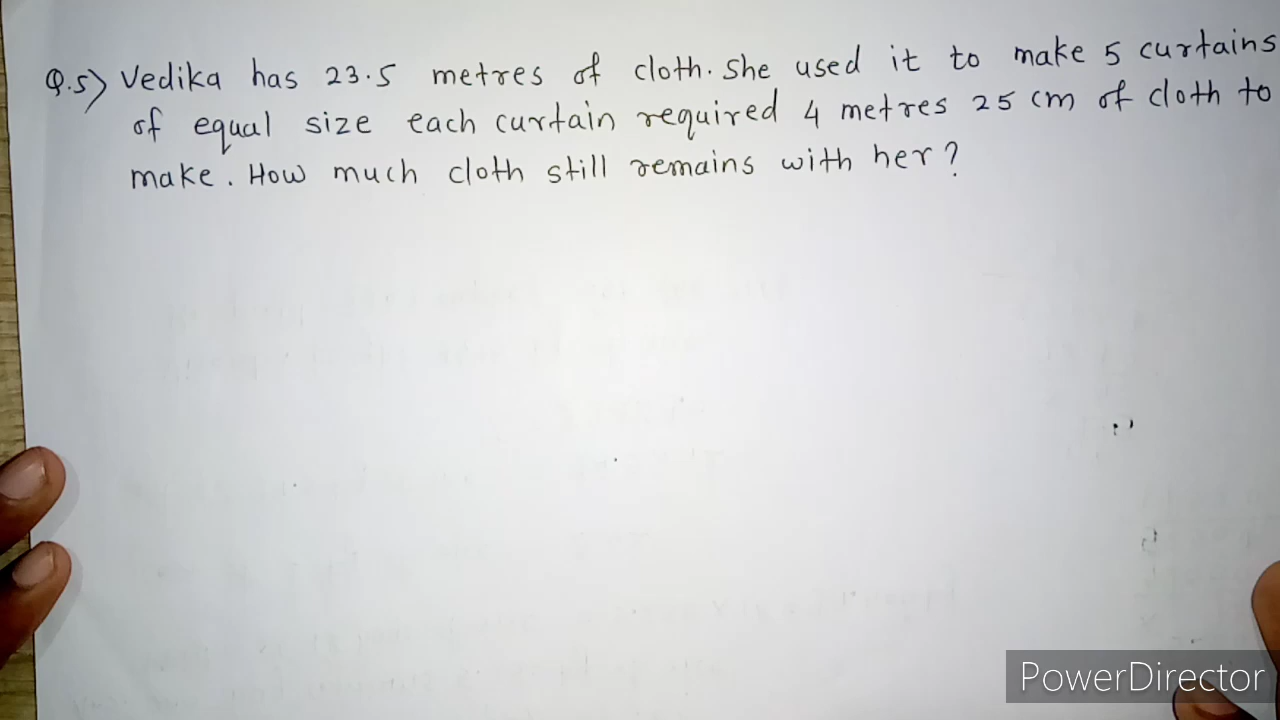 Q.5) Vedika has 23.5 metres of cloth. She used it to make 5 curtains
of equal size each curtain required 4 metres 25 cm of cloth to
make. How much cloth still remains with her?
PowerDirector